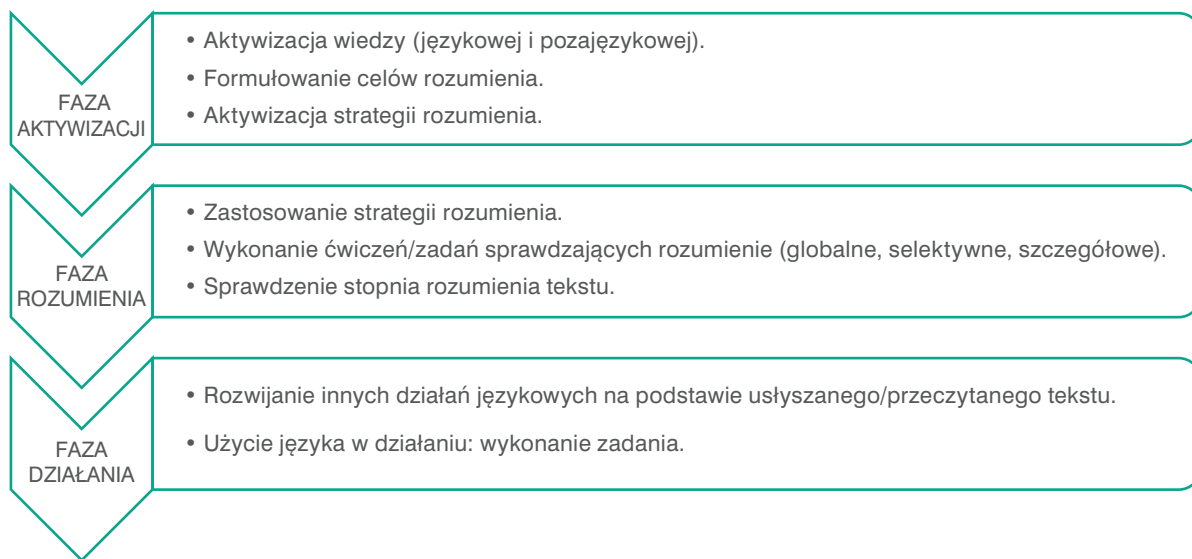 FAZA
AKTYWIZACJI
• Aktywizacja wiedzy (językowej i pozajęzykowej).
• Formułowanie celów rozumienia.
• Aktywizacja strategii rozumienia.
FAZA
ROZUMIENIA
• Zastosowanie strategii rozumienia.
• Wykonanie ćwiczeń/zadań sprawdzających rozumienie (globalne, selektywne, szczegółowe).
• Sprawdzenie stopnia rozumienia tekstu.
FAZA
DZIAŁANIA
• Rozwijanie innych działań językowych na podstawie usłyszanego/przeczytanego tekstu.
• Użycie języka w działaniu: wykonanie zadania.